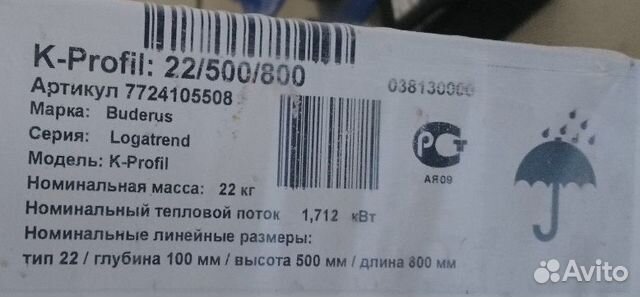 K-Profil: 22/500/800
Артикул 7724105508
038130000
Марка: Buderus
Серия: Logatrend
Модель: K-Profil
РСТ
АЯ09
Номинальная масса: 22 кг
Номинальный тепловой поток 1,712 кВт
Номинальные линейные размеры:
тип 22 / глубина 100 мм / высота 500 мм / длина 800 мм
Avito